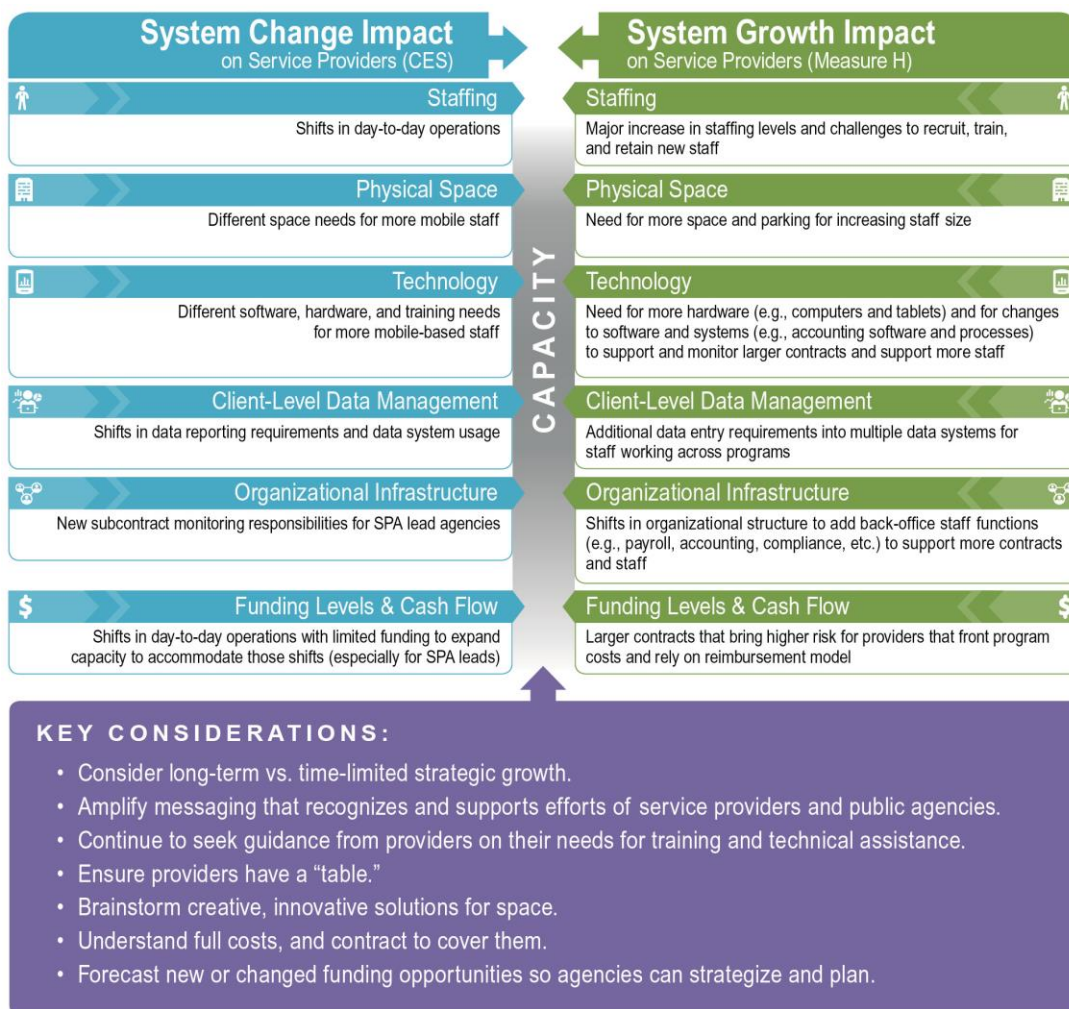 System Change Impact
on Service Providers (CES)
System Growth Impact
on Service Providers (Measure H)
Staffing
Shifts in day-to-day operations
Staffing
Major increase in staffing levels and challenges to recruit, train,
and retain new staff
Physical Space
Different space needs for more mobile staff
Physical Space
Need for more space and parking for increasing staff size
Technology
Different software, hardware, and training needs
for more mobile-based staff
Technology
Need for more hardware (e.g., computers and tablets) and for changes
to software and systems (e.g., accounting software and processes)
to support and monitor larger contracts and support more staff
CAPACITY
Client-Level Data Management
Shifts in data reporting requirements and data system usage
Client-Level Data Management
Additional data entry requirements into multiple data systems for
staff working across programs
Organizational Infrastructure
New subcontract monitoring responsibilities for SPA lead agencies
Organizational Infrastructure
Shifts in organizational structure to add back-office staff functions
(e.g., payroll, accounting, compliance, etc.) to support more contracts
and staff
$
Funding Levels & Cash Flow
Shifts in day-to-day operations with limited funding to expand
capacity to accommodate those shifts (especially for SPA leads)
Funding Levels & Cash Flow
$
Larger contracts that bring higher risk for providers that front program
costs and rely on reimbursement model
KEY CONSIDERATIONS:
• Consider long-term vs. time-limited strategic growth.
• Amplify messaging that recognizes and supports efforts of service providers and public agencies.
• Continue to seek guidance from providers on their needs for training and technical assistance.
• Ensure providers have a “table.”
• Brainstorm creative, innovative solutions for space.
• Understand full costs, and contract to cover them.
• Forecast new or changed funding opportunities so agencies can strategize and plan.